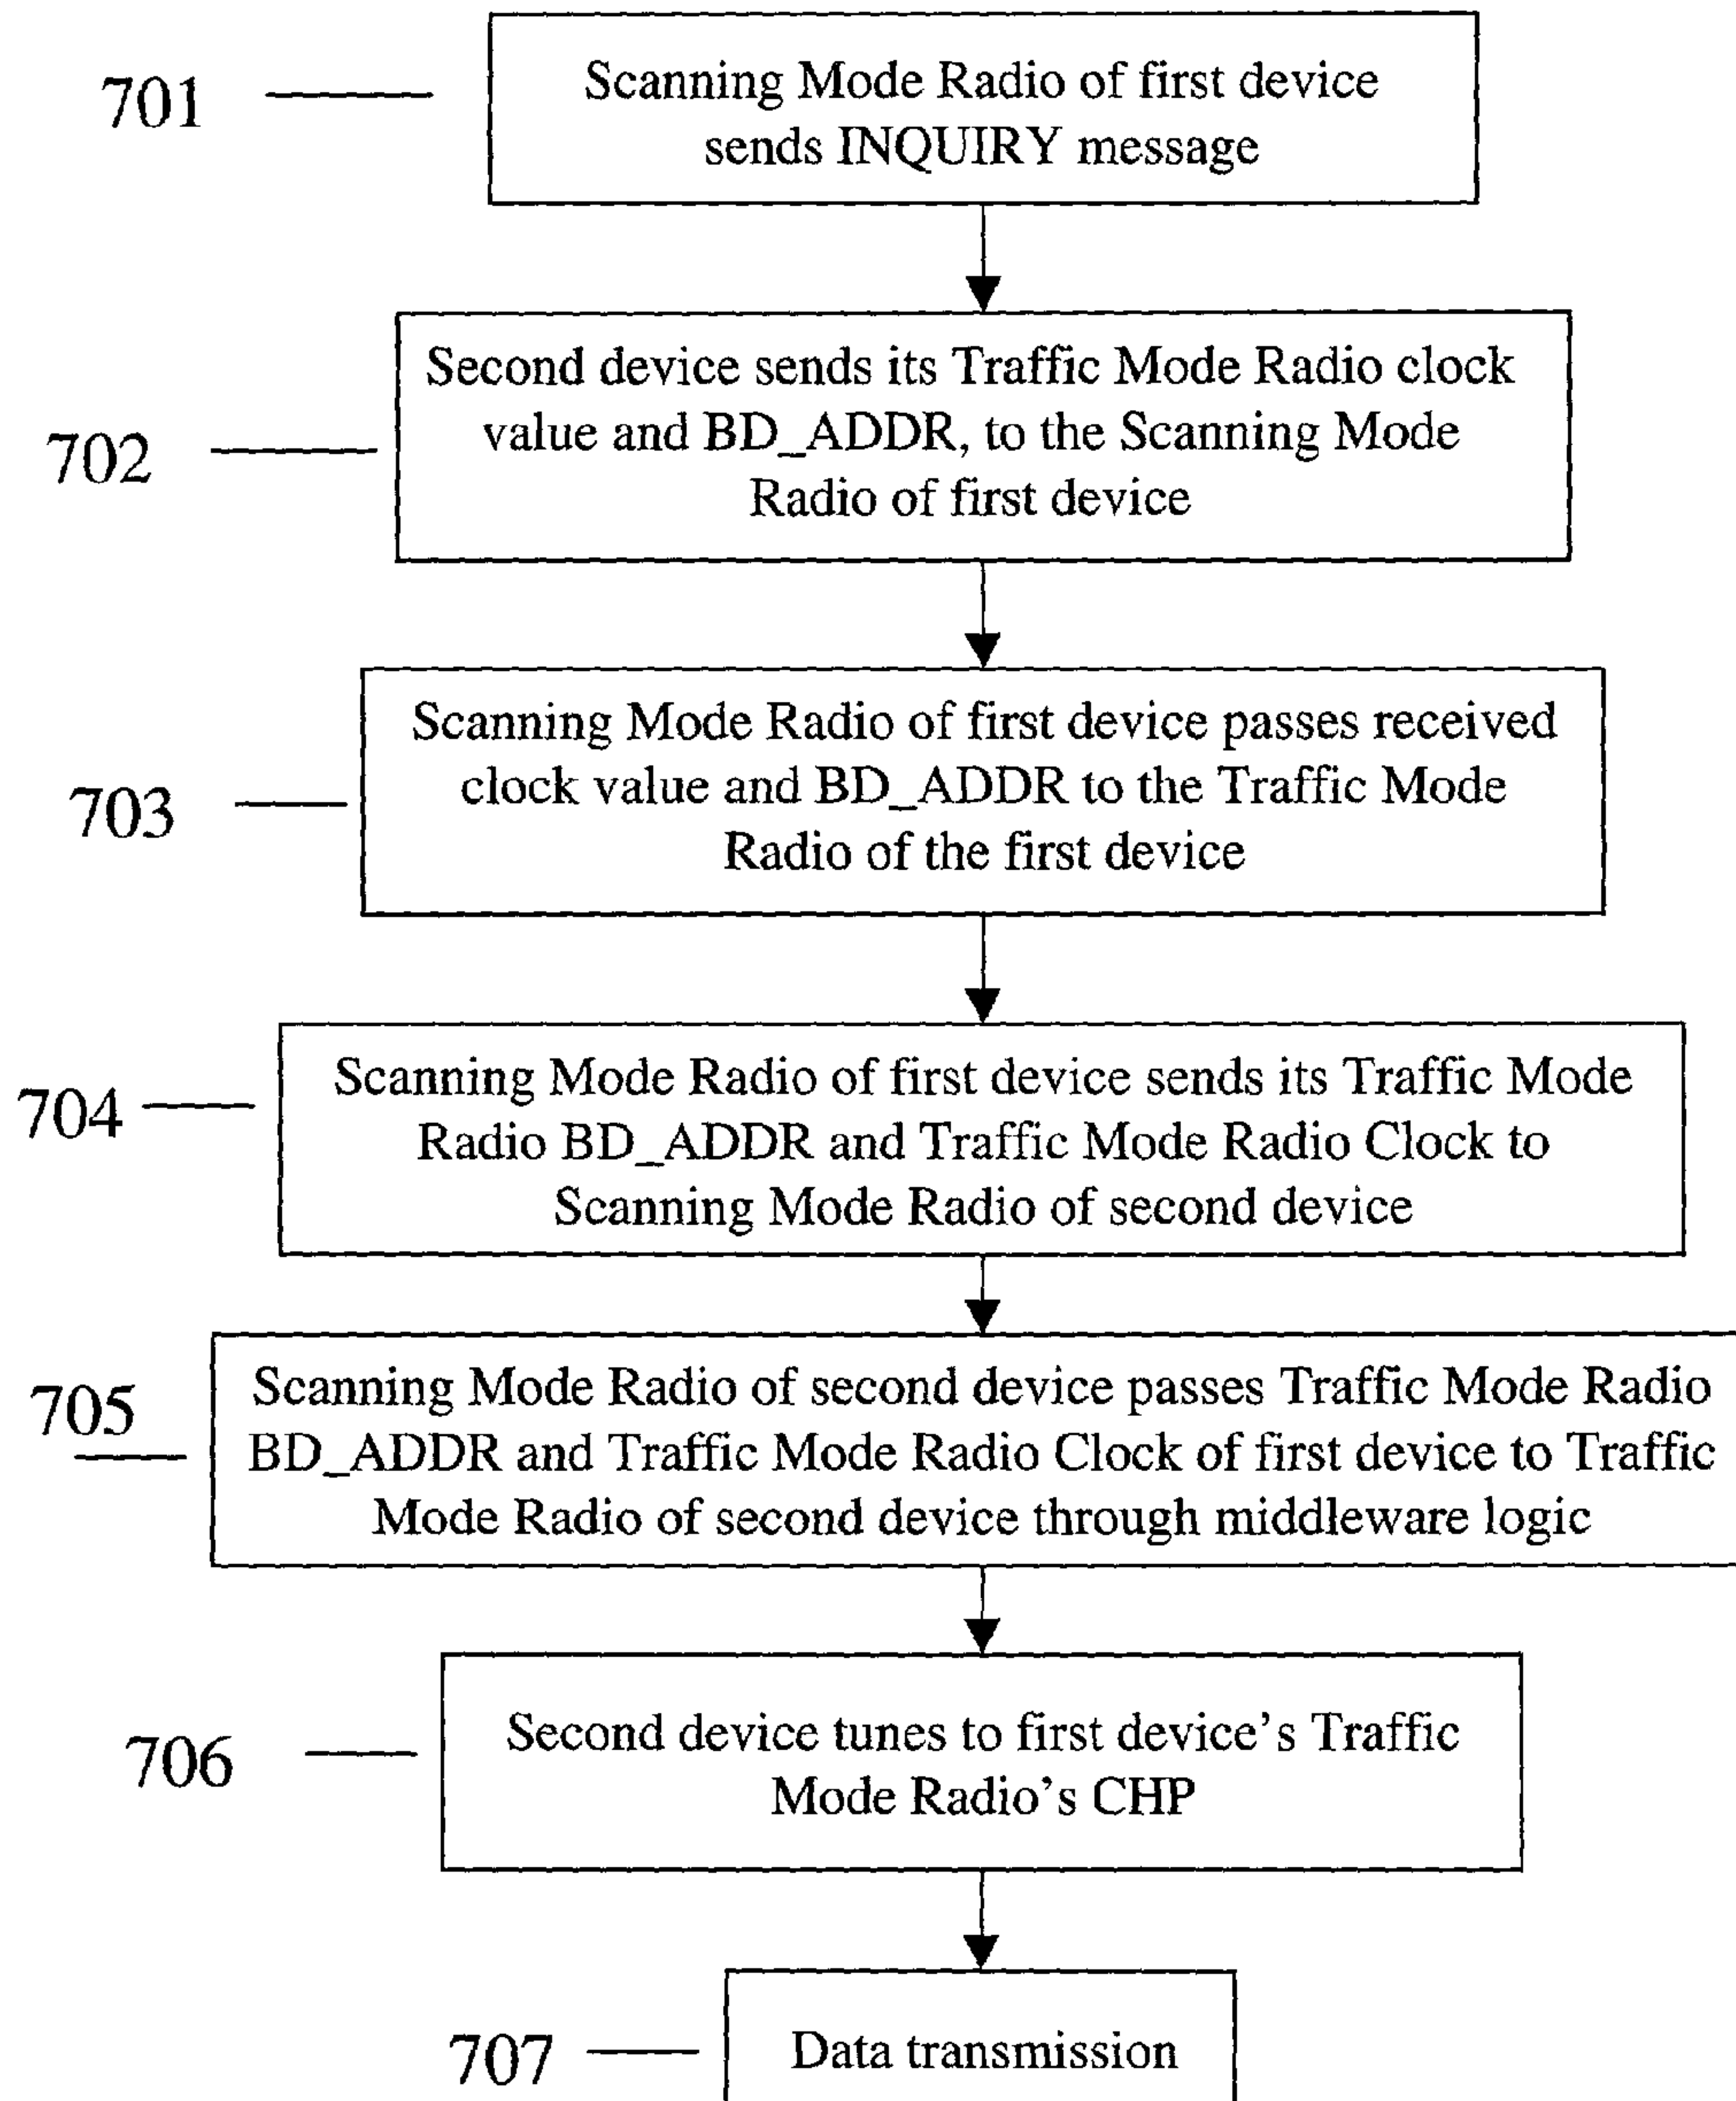 701
Scanning Mode Radio of first device
sends INQUIRY message
702
Second device sends its Traffic Mode Radio clock
value and BD_ADDR, to the Scanning Mode
Radio of first device
703
Scanning Mode Radio of first device passes received
clock value and BD_ADDR to the Traffic Mode
Radio of the first device
704
Scanning Mode Radio of first device sends its Traffic Mode
Radio BD_ADDR and Traffic Mode Radio Clock to
Scanning Mode Radio of second device
705
Scanning Mode Radio of second device passes Traffic Mode Radio
BD_ADDR and Traffic Mode Radio Clock of first device to Traffic
Mode Radio of second device through middleware logic
706
Second device tunes to first device's Traffic
Mode Radio's CHP
707
Data transmission